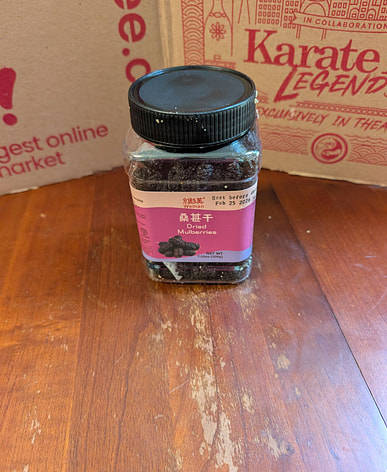 IN COLLABORATION
Karate
LEGENDS
EXCLUSIVELY IN THE
gest online
market
Woman
Best before
Feb 25 2026
桑葚干
Dried
Mulberries
NET WT